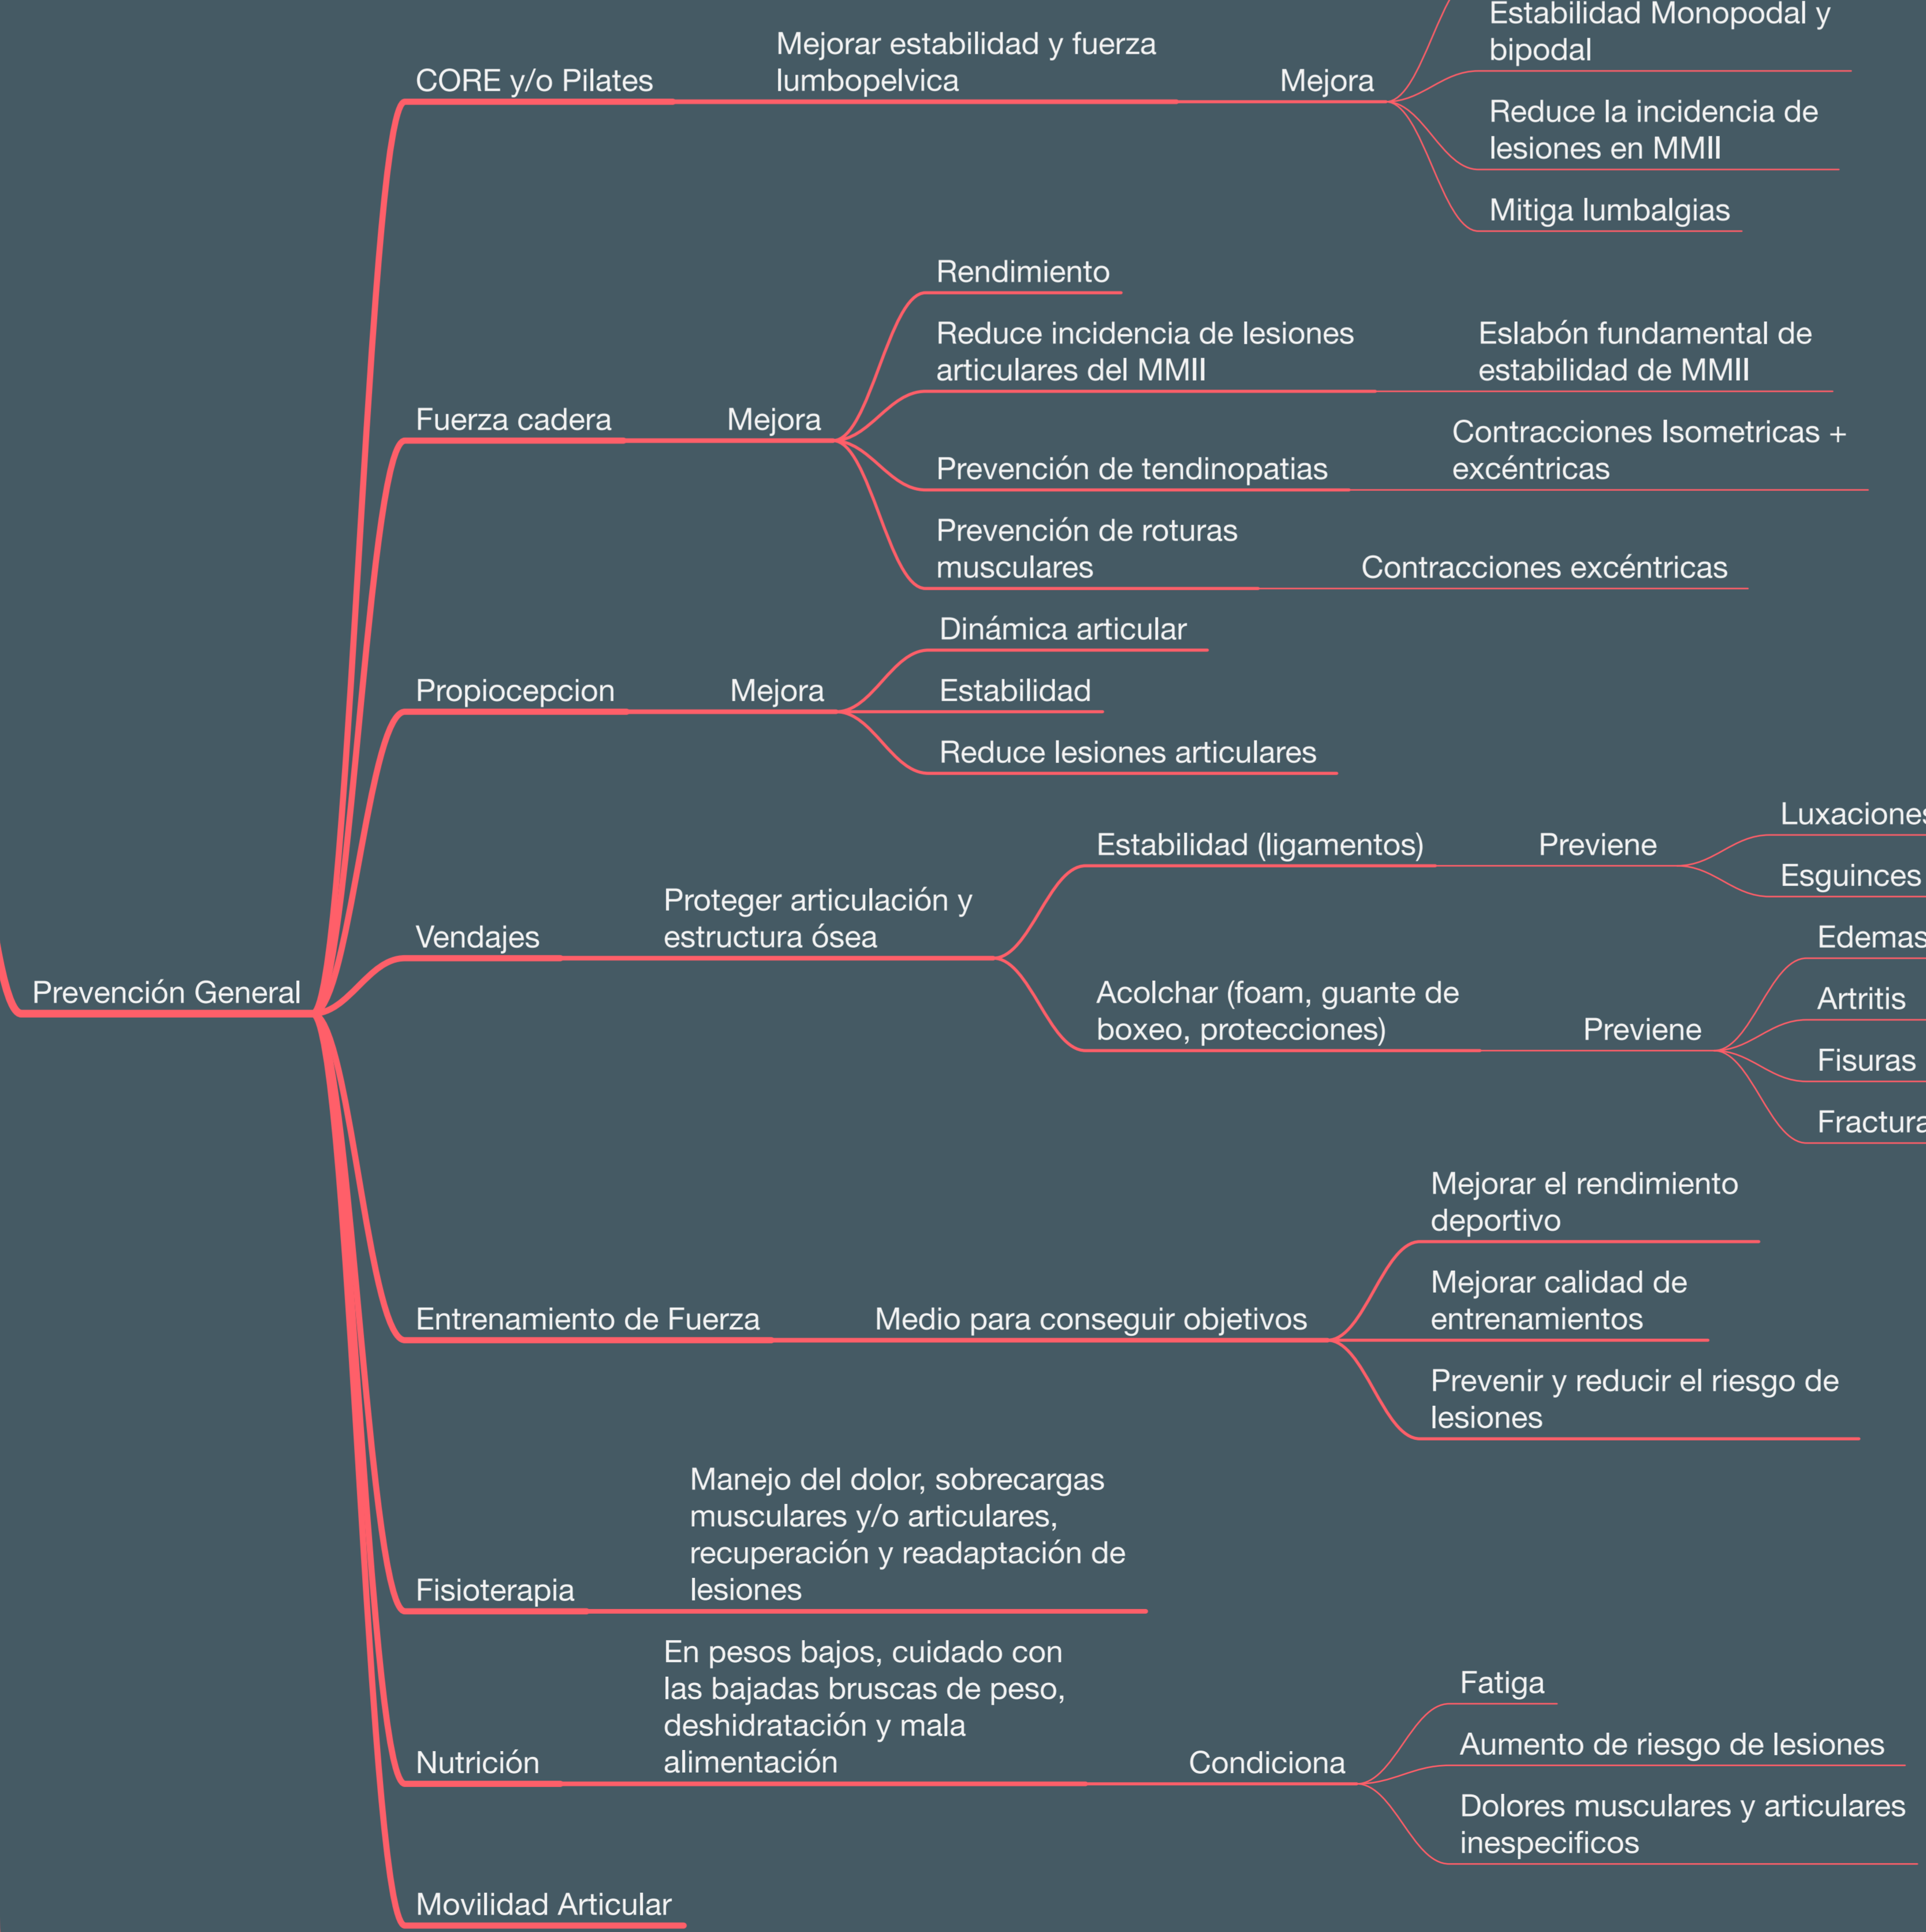 Estabilidad Monopodal y
bipodal
Mejorar estabilidad y fuerza
lumbopelvica
CORE y/o Pilates
Mejora
Reduce la incidencia de
lesiones en MMII
Mitiga lumbalgias
Rendimiento
Reduce incidencia de lesiones
articulares del MMII
Eslabón fundamental de
estabilidad de MMII
Fuerza cadera
Mejora
Prevención de tendinopatias
Contracciones Isometricas +
excéntricas
Prevención de roturas
musculares
Contracciones excéntricas
Dinámica articular
Propiocepcion
Mejora
Estabilidad
Reduce lesiones articulares
Luxaciones
Estabilidad (ligamentos)
Previene
Esguinces
Proteger articulación y
estructura ósea
Vendajes
Edemas
Prevención General
Acolchar (foam, guante de
boxeo, protecciones)
Previene
Artritis
Fisuras
Fractura
Mejorar el rendimiento
deportivo
Mejorar calidad de
entrenamientos
Entrenamiento de Fuerza
Medio para conseguir objetivos
Prevenir y reducir el riesgo de
lesiones
Manejo del dolor, sobrecargas
musculares y/o articulares,
recuperación y readaptación de
lesiones
Fisioterapia
En pesos bajos, cuidado con
las bajadas bruscas de peso,
deshidratación y mala
alimentación
Nutrición
Condiciona
Fatiga
Aumento de riesgo de lesiones
Dolores musculares y articulares
inespecificos
Movilidad Articular